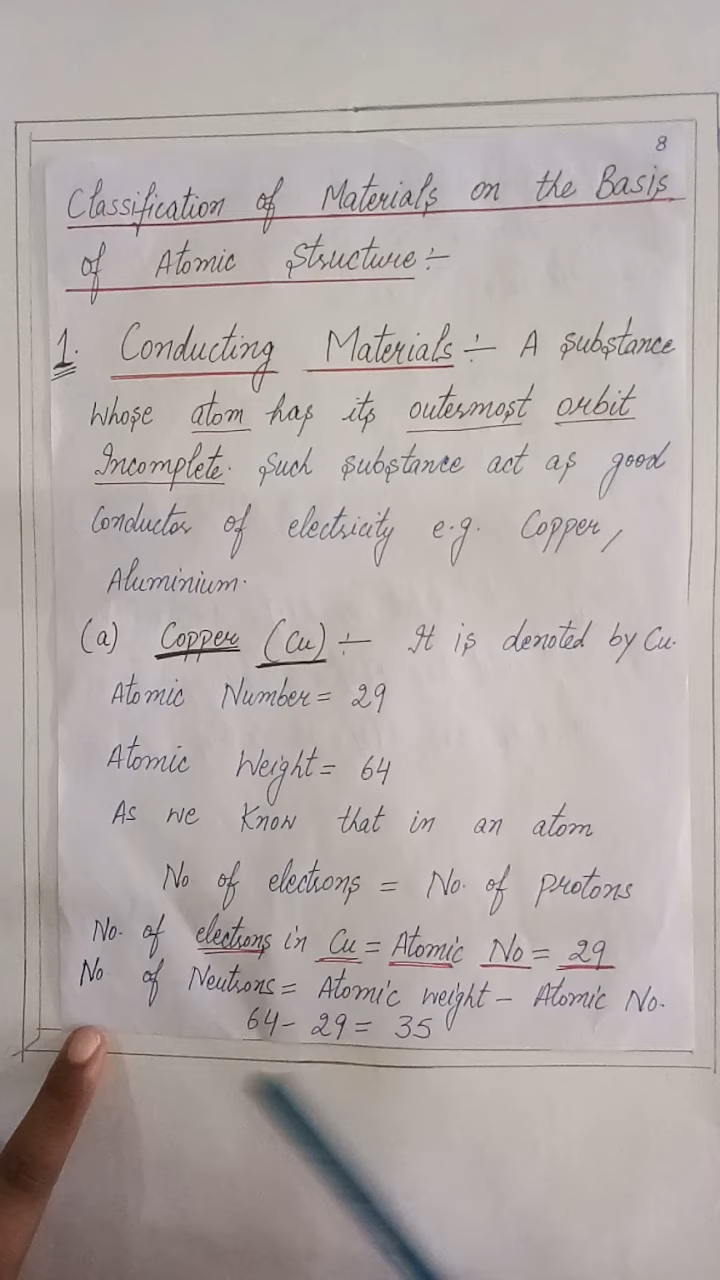 8
Classification of Materials on the Basis
of Atomic Structure :-
1. Conducting Materials :- A substance
whose atom has its outermost orbit
Incomplete. Such substance act as good
Conductor of electricity e.g. Copper,
Aluminium.
(a) Copper (Cu) :- It is denoted by Cu.
Atomic Number = 29
Atomic Weight = 64
As we know that in an atom
No of electrons = No. of protons
No. of electrons in Cu = Atomic No = 29
No of Neutrons = Atomic weight - Atomic No.
64 - 29 = 35